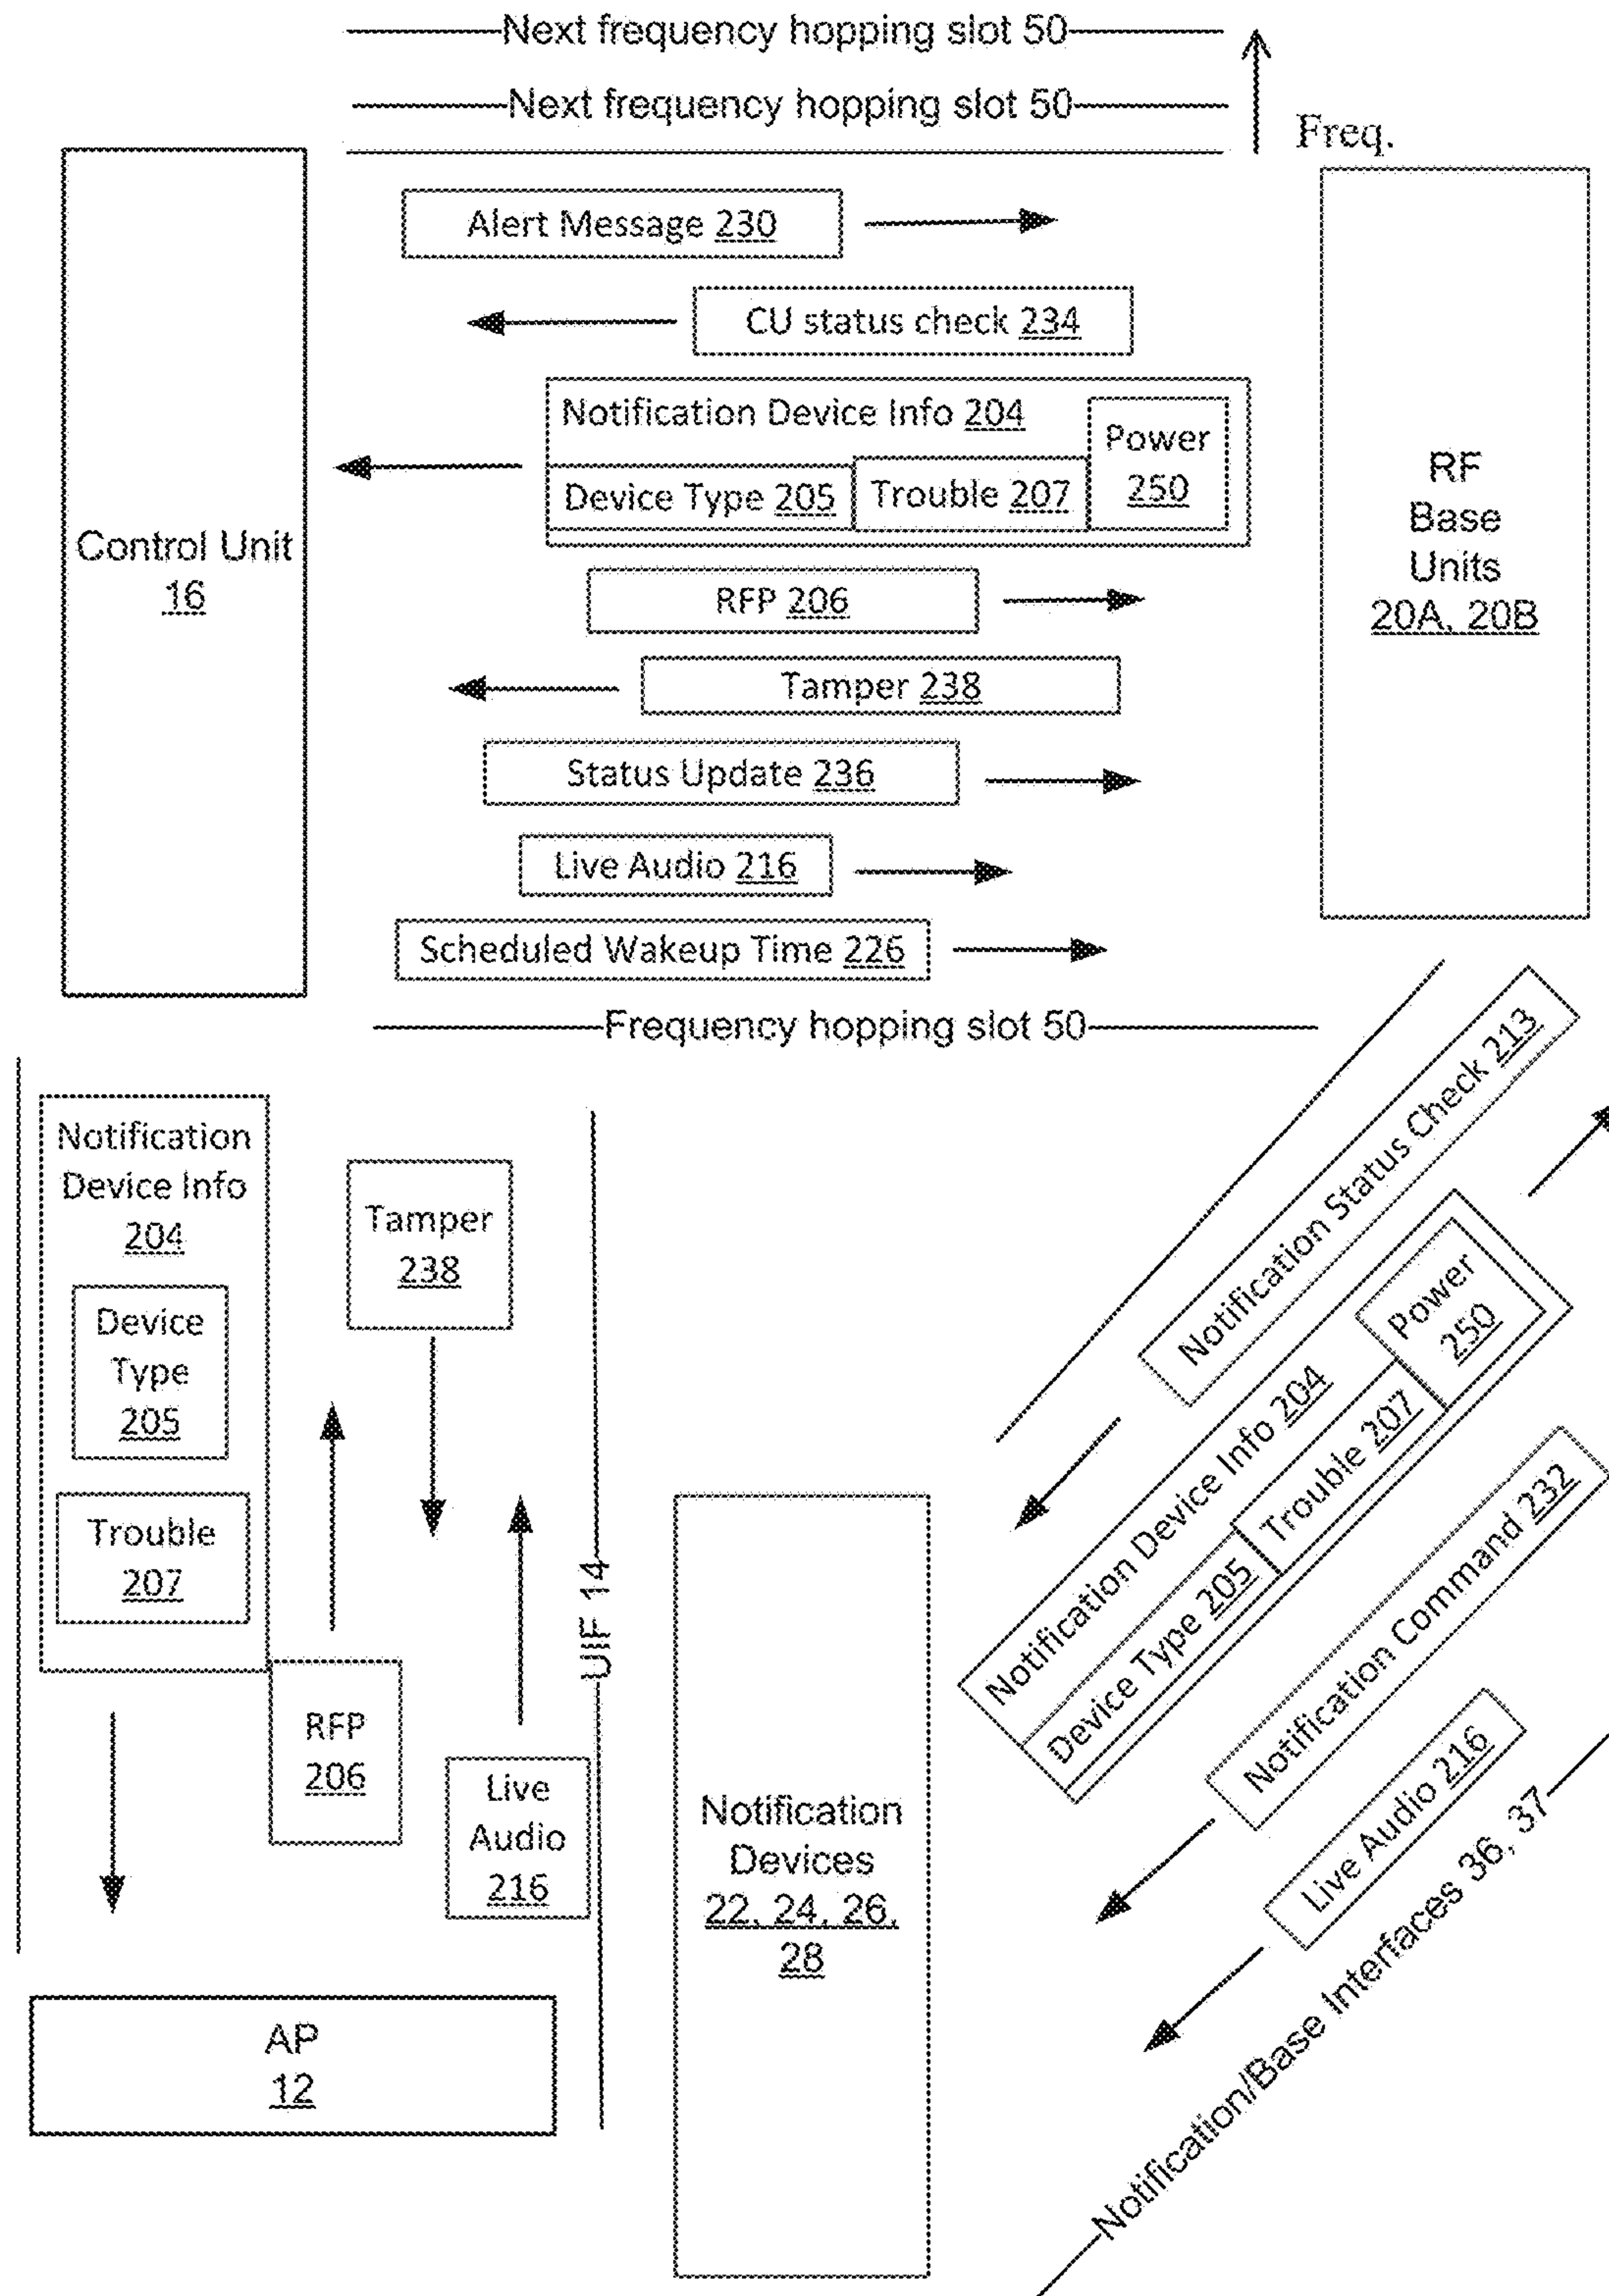 Next frequency hopping slot 50
Next frequency hopping slot 50
Freq.
Control Unit
16
Alert Message 230
CU status check 234
Notification Device Info 204
Device Type 205
Trouble 207
Power
250
RFP 206
Tamper 238
Status Update 236
Live Audio 216
Scheduled Wakeup Time 226
Frequency hopping slot 50
RF
Base
Units
20A, 20B
Notification
Device Info
204
Device
Type
205
Trouble
207
Tamper
238
RFP
206
Live
Audio
216
UIF 14
AP
12
Notification
Devices
22, 24, 26,
28
Notification Status Check 213
Notification Device Info 204
Device Type 205
Trouble 207
Power
250
Notification Command 232
Live Audio 216
Notification/Base Interfaces 36, 37